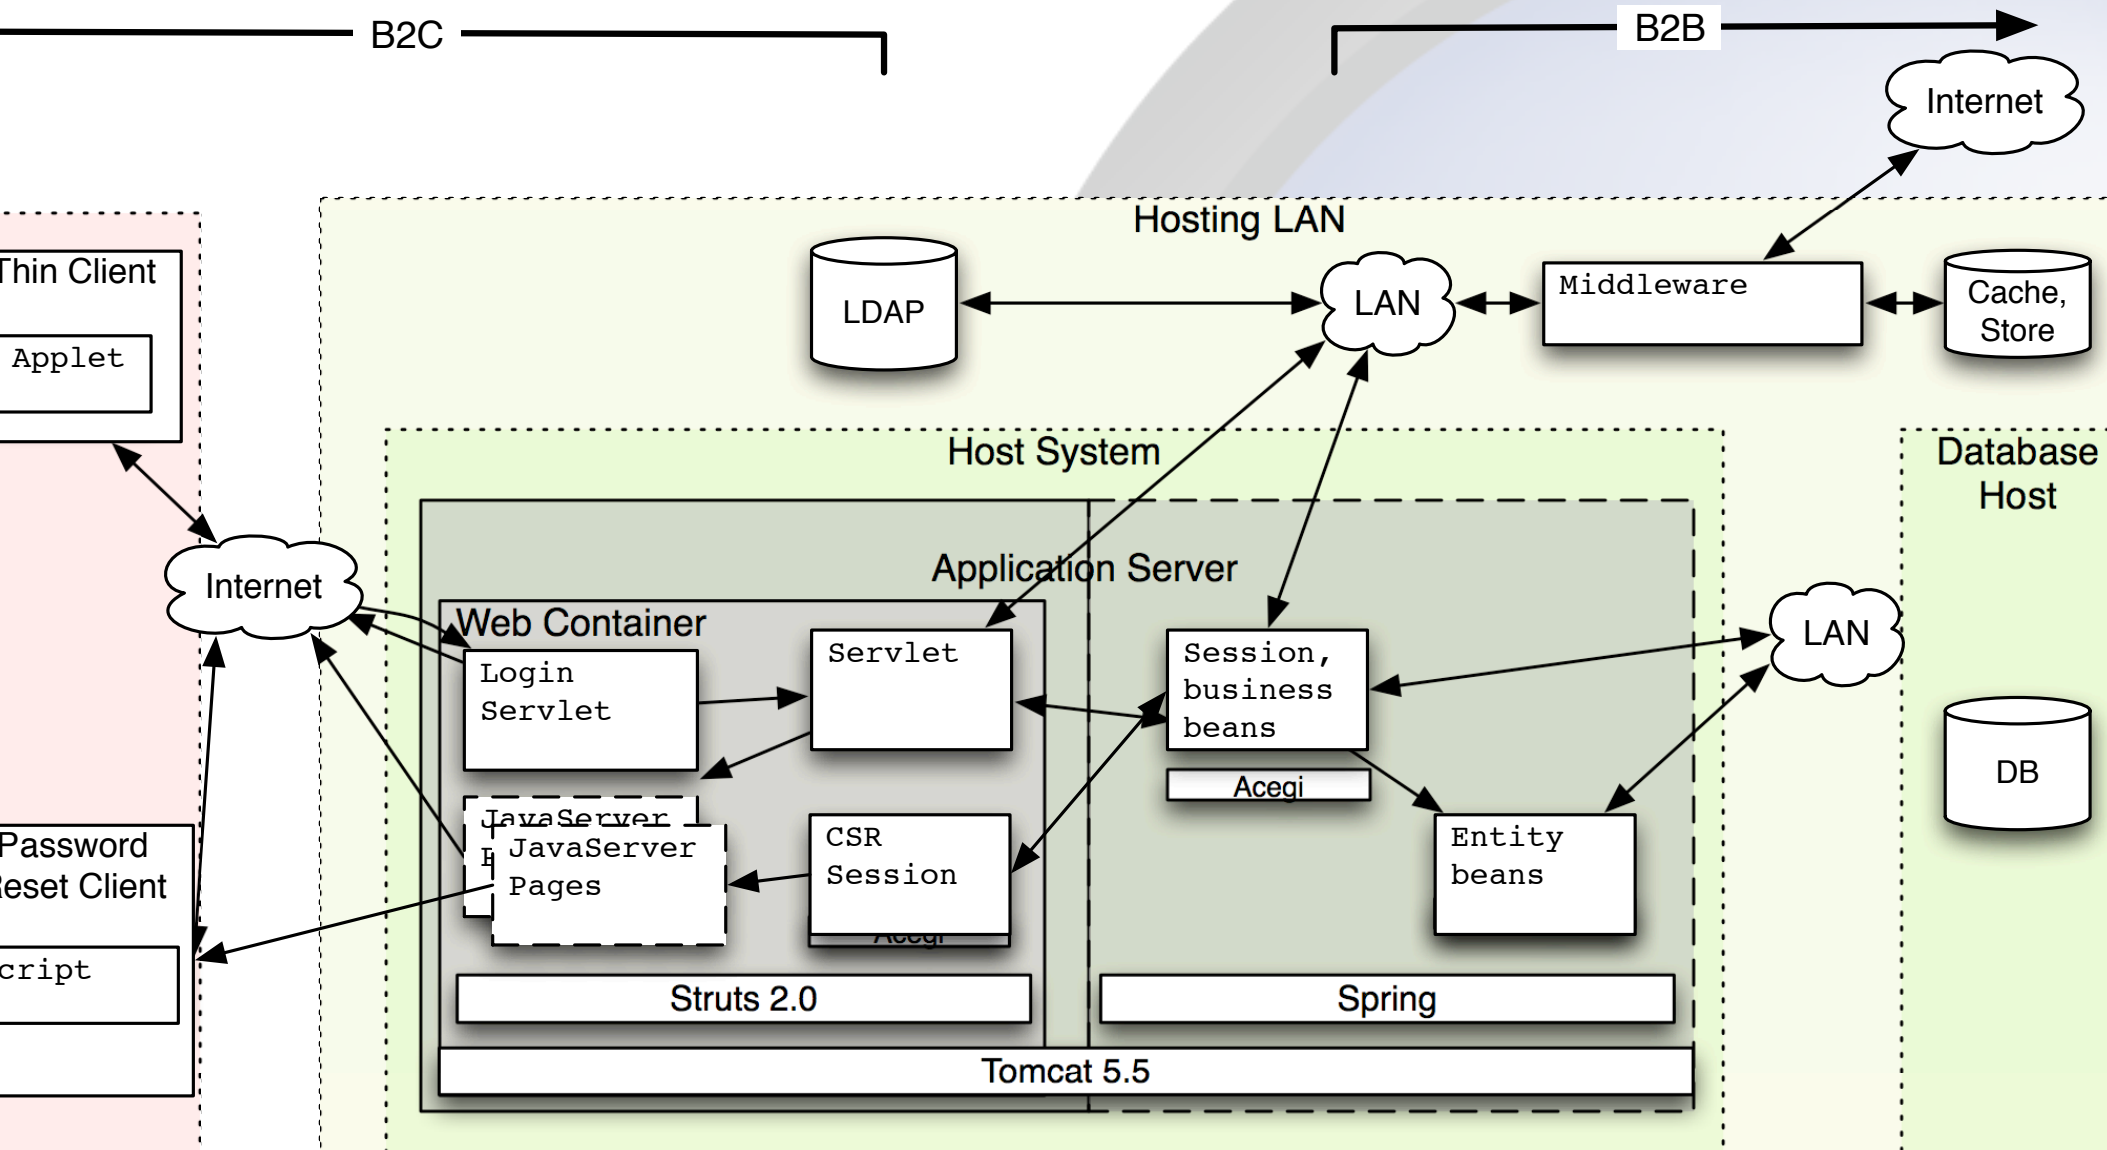 B2C
B2B
Internet
Hosting LAN
Thin Client
Applet
LDAP
LAN
Middleware
Cache,
Store
Host System
Database
Host
Internet
Application Server
Web Container
Login
Servlet
Servlet
Session,
business
beans
LAN
Acegi
DB
JavaServer
JavaServer
Pages
CSR
Session
Acegi
Entity
beans
Password
eset Client
cript
Struts 2.0
Spring
Tomcat 5.5